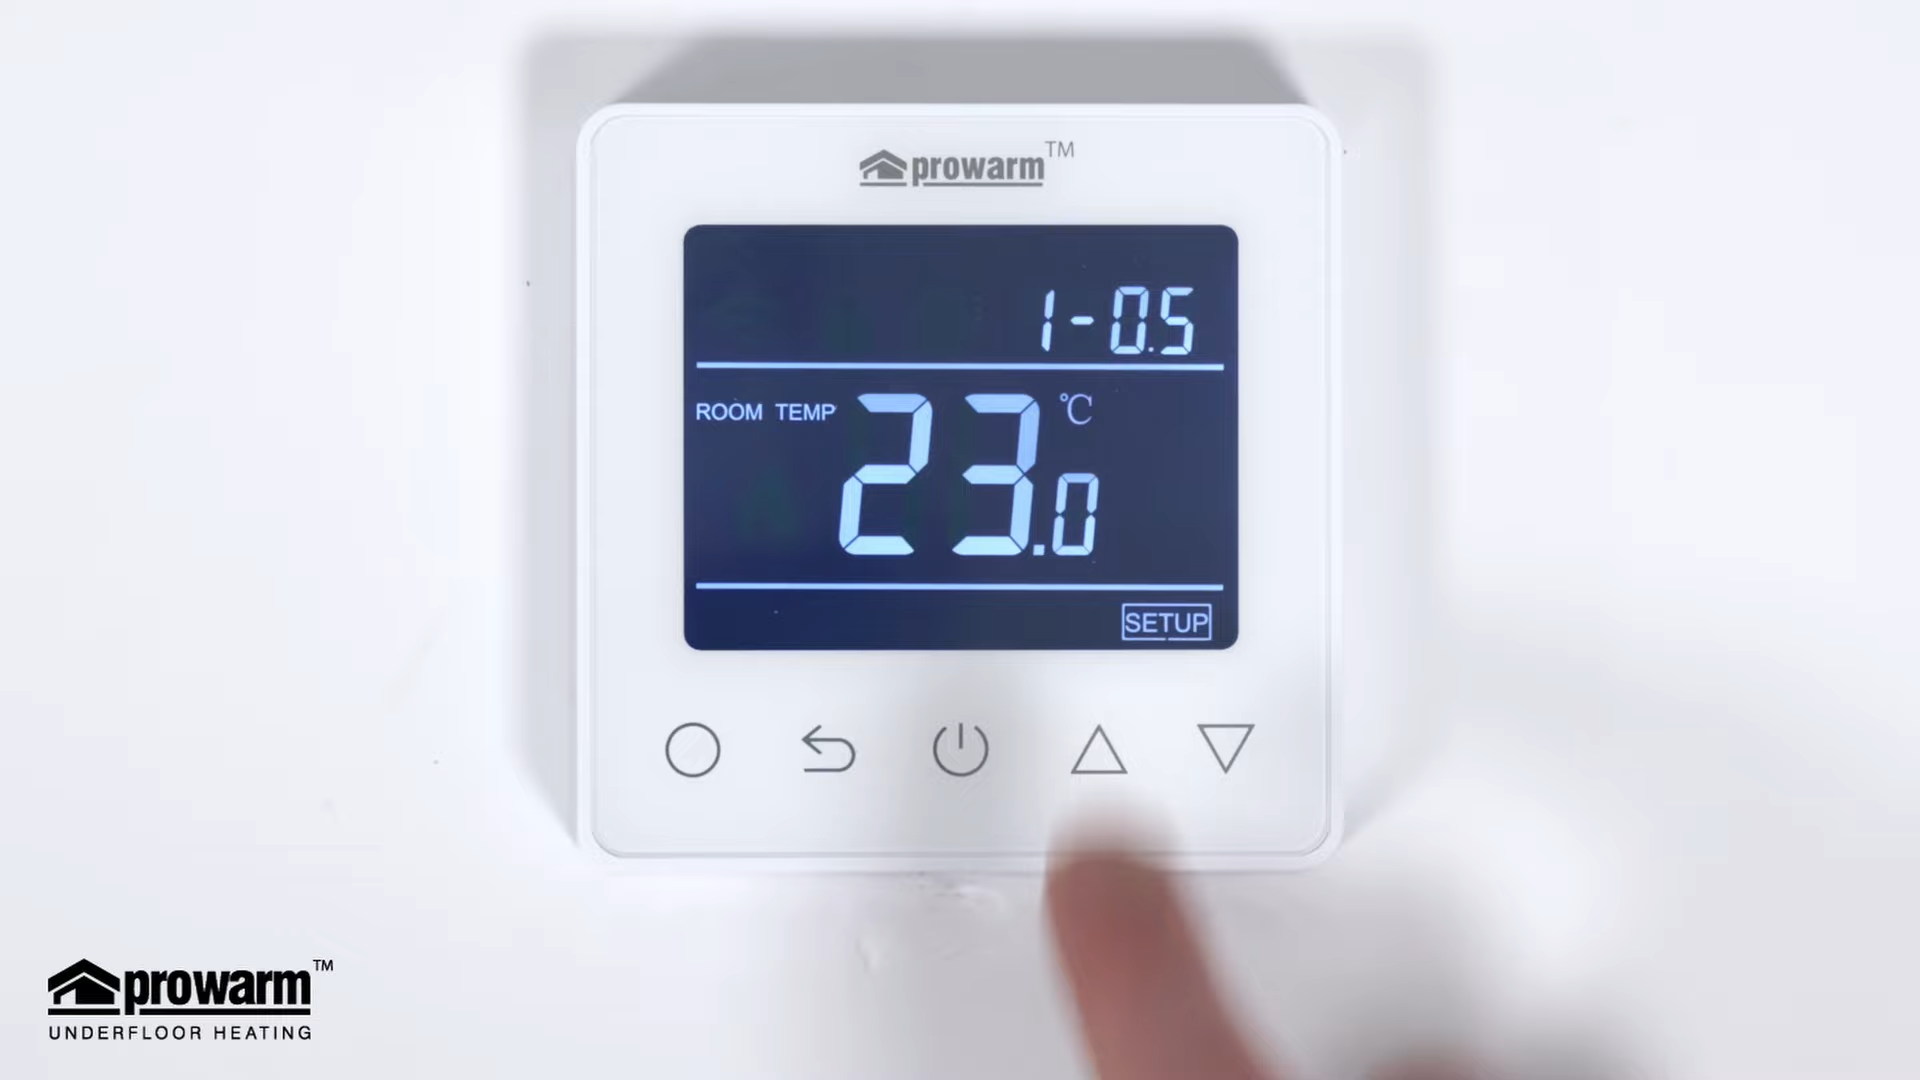 prowarm™
1-0.5
ROOM TEMP 23.0 °C
SETUP
prowarm™
UNDERFLOOR HEATING